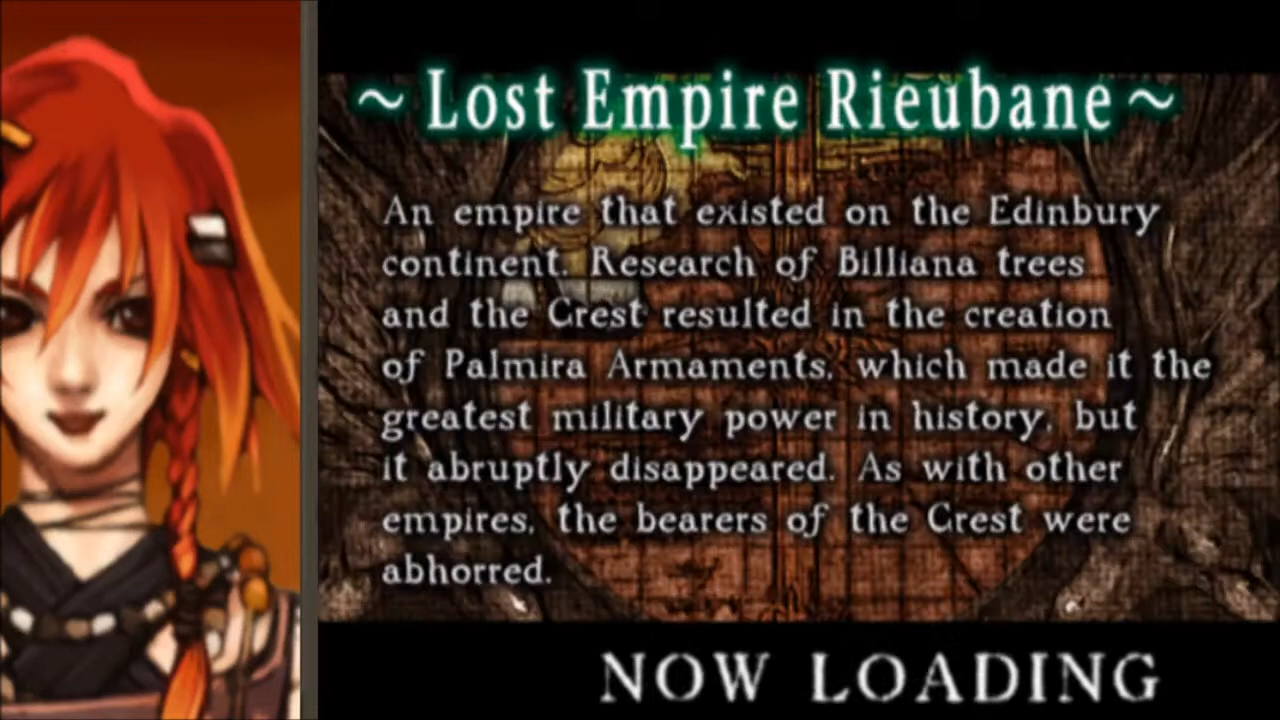 ~Lost Empire Rieubane~
An empire that existed on the Edinbury
continent. Research of Billiana trees
and the Crest resulted in the creation
of Palmira Armaments, which made it the
greatest military power in history, but
it abruptly disappeared. As with other
empires, the bearers of the Crest were
abhorred.
NOW LOADING